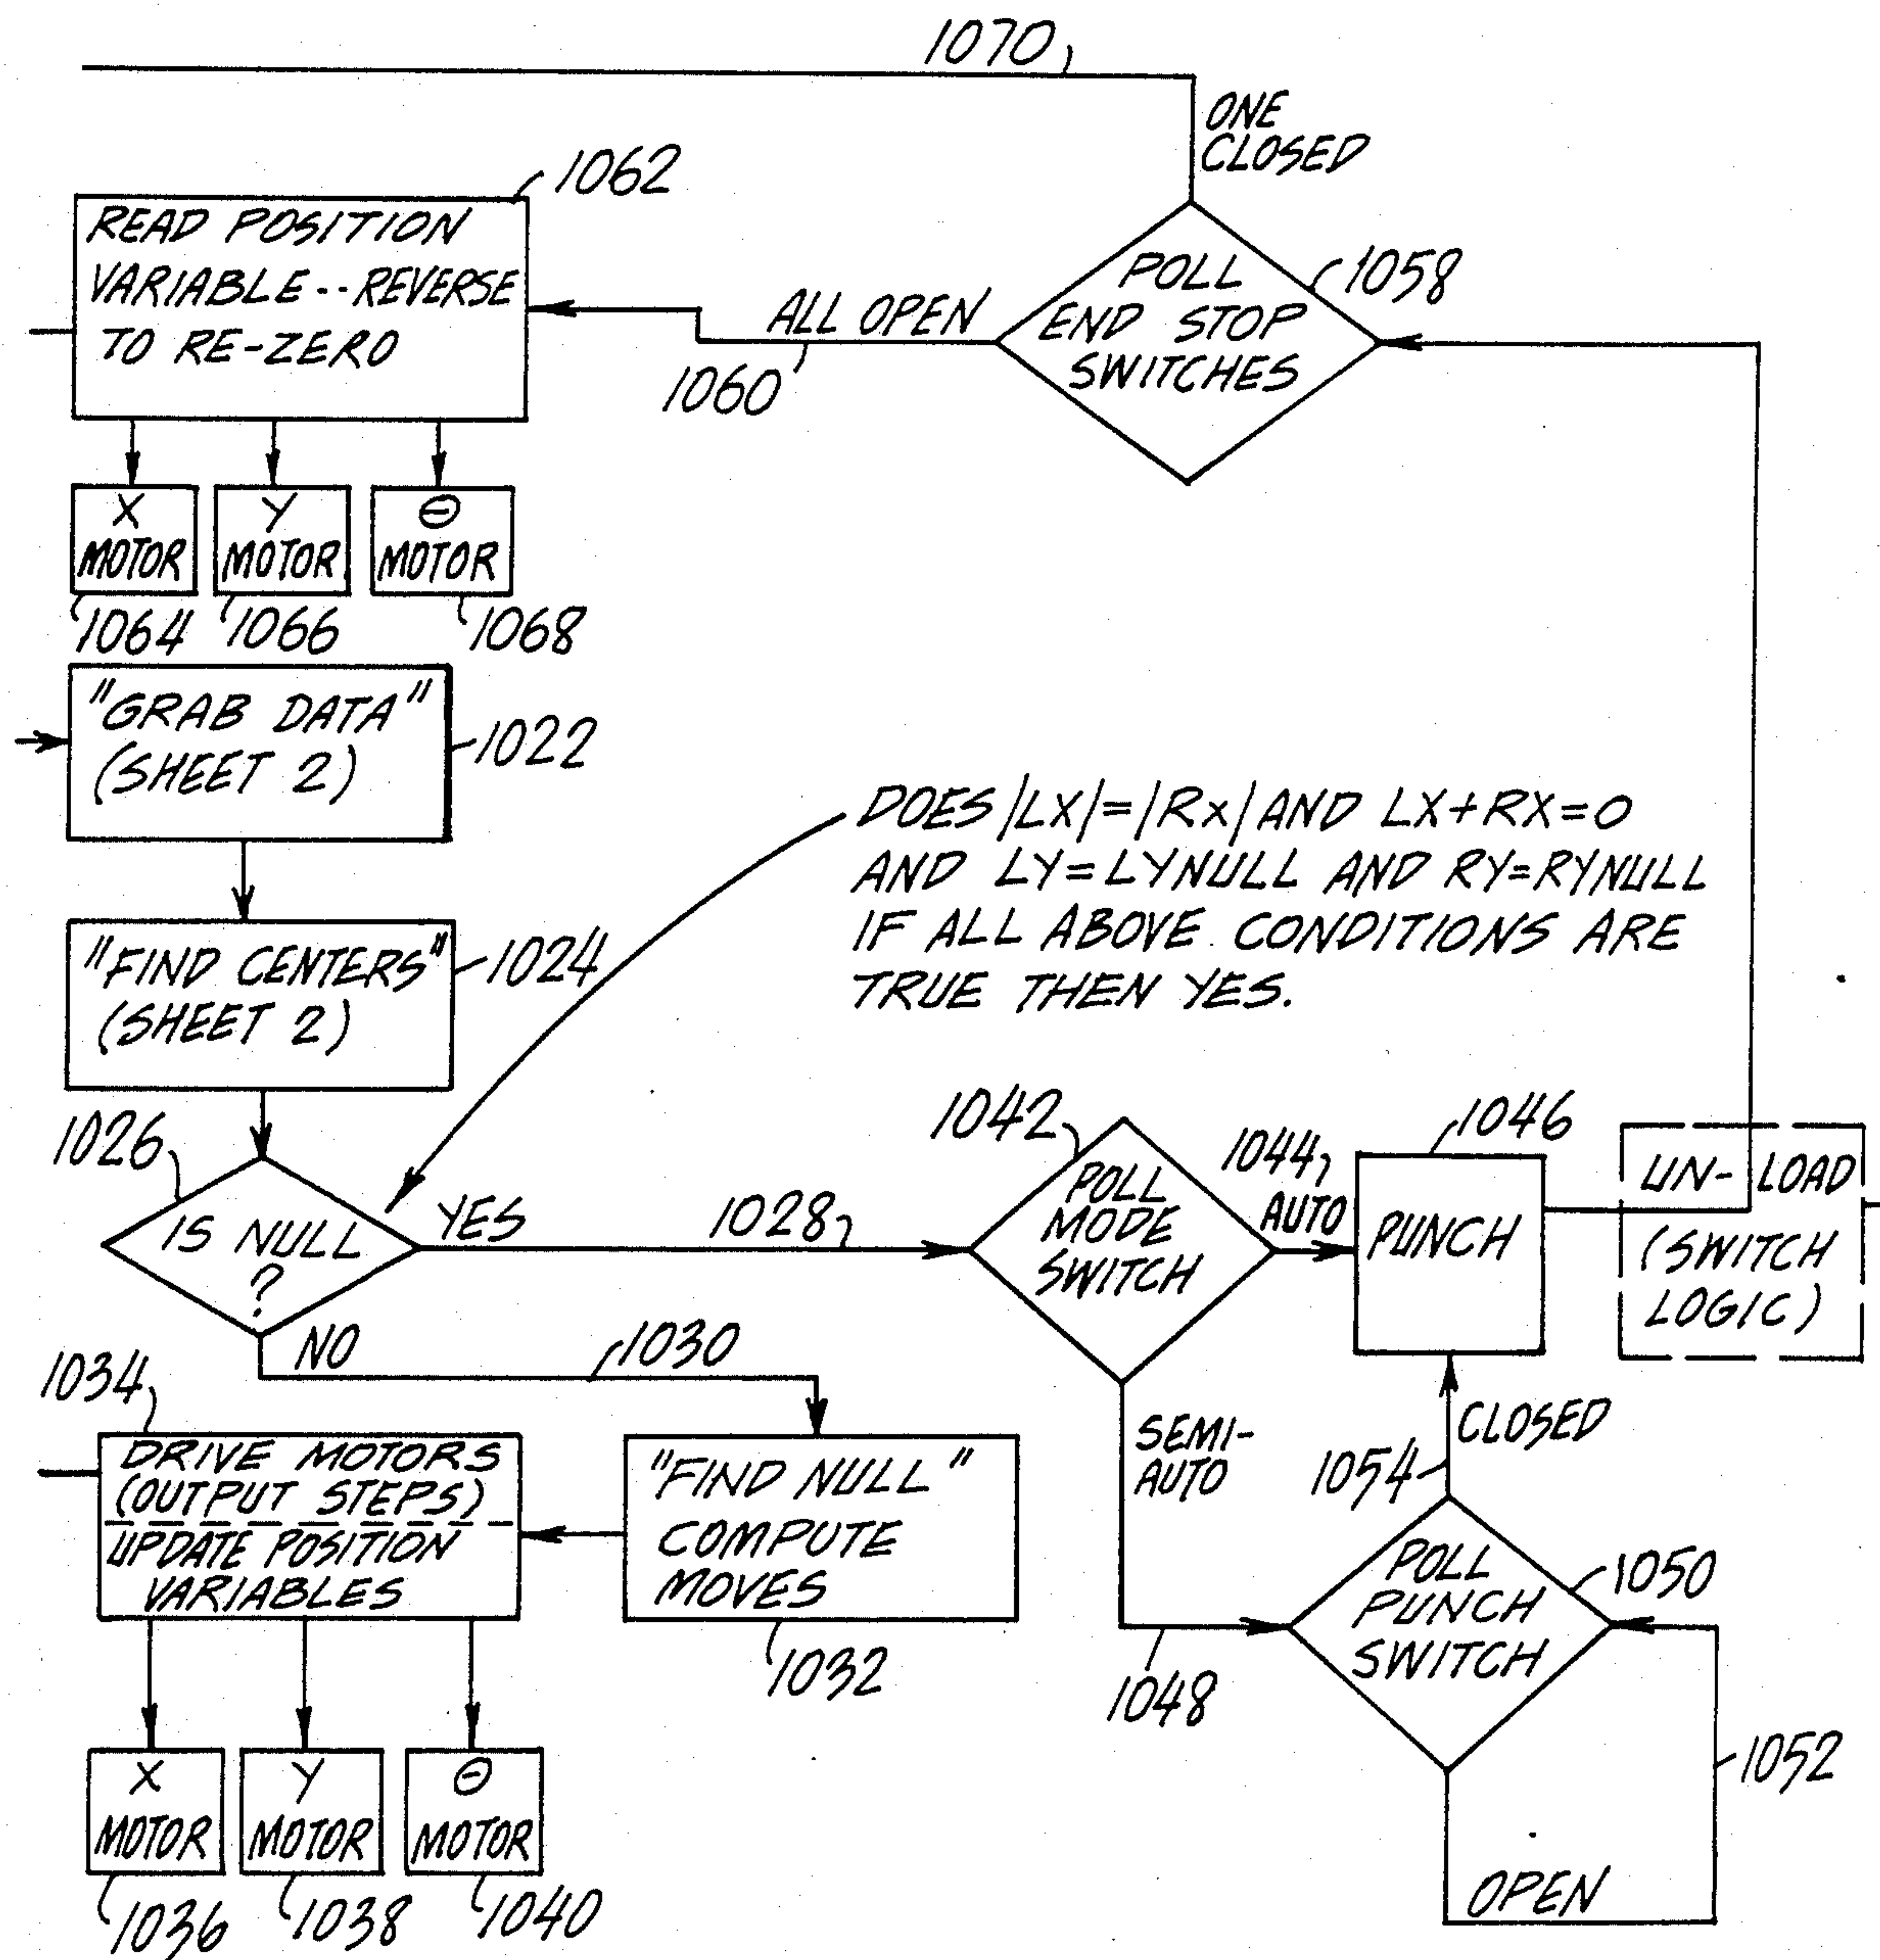 1070
ONE
CLOSED
1062
READ POSITION
VARIABLE--REVERSE
TO RE-ZERO
ALL OPEN
1060
POLL
END STOP
SWITCHES
1058
X
MOTOR
Y
MOTOR
Θ
MOTOR
1064
1066
1068
"GRAB DATA"
(SHEET 2)
1022
DOES |LX|=|RX| AND LX+RX=0
AND LY=LYNULL AND RY=RYNULL
IF ALL ABOVE CONDITIONS ARE
TRUE THEN YES.
"FIND CENTERS"
(SHEET 2)
1024
1026
IS NULL
?
YES
1028
1042
POLL
MODE
SWITCH
1044
AUTO
1046
PUNCH
UN-LOAD
(SWITCH
LOGIC)
NO
1030
1034
DRIVE MOTORS
(OUTPUT STEPS)
UPDATE POSITION
VARIABLES
"FIND NULL"
COMPUTE
MOVES
1032
SEMI-
AUTO
1048
CLOSED
1054
POLL
PUNCH
SWITCH
1050
1052
OPEN
X
MOTOR
Y
MOTOR
Θ
MOTOR
1036
1038
1040